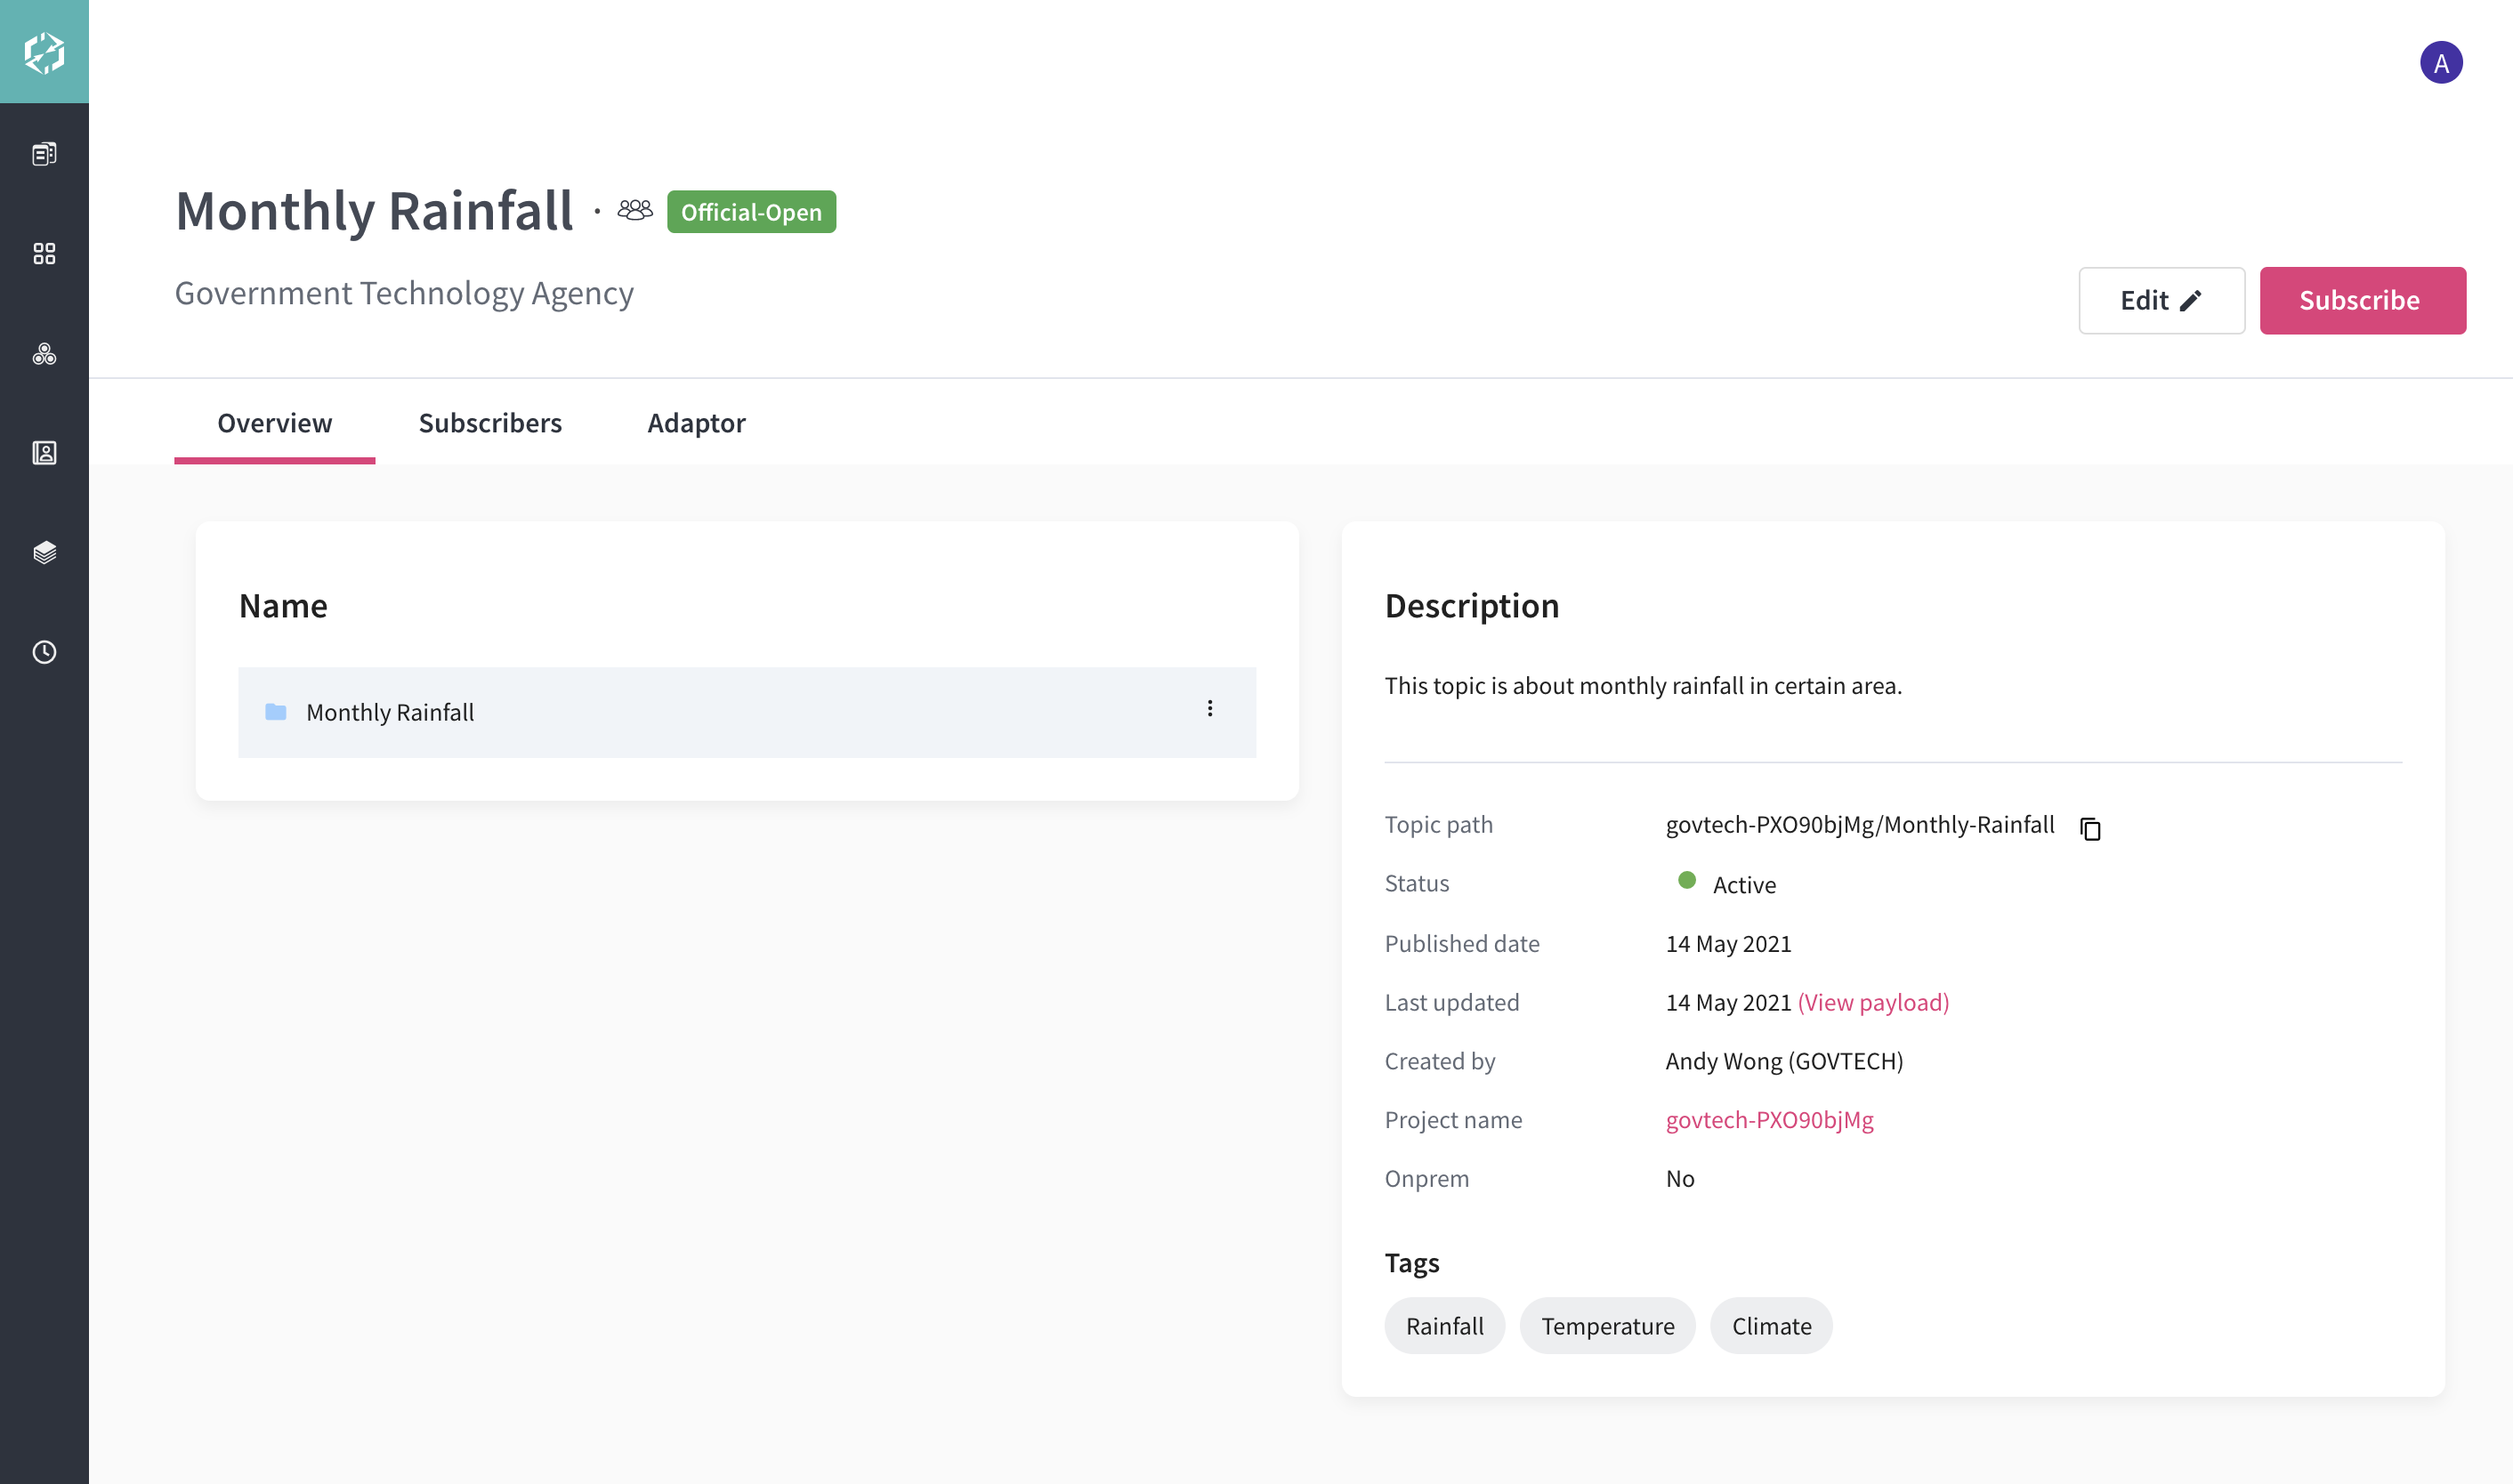 A
Monthly Rainfall · Official-Open
Government Technology Agency
Edit Subscribe
Overview Subscribers Adaptor
Name
Monthly Rainfall
Description
This topic is about monthly rainfall in certain area.
Topic path govtech-PXO90bjMg/Monthly-Rainfall
Status Active
Published date 14 May 2021
Last updated 14 May 2021 (View payload)
Created by Andy Wong (GOVTECH)
Project name govtech-PXO90bjMg
Onprem No
Tags
Rainfall Temperature Climate